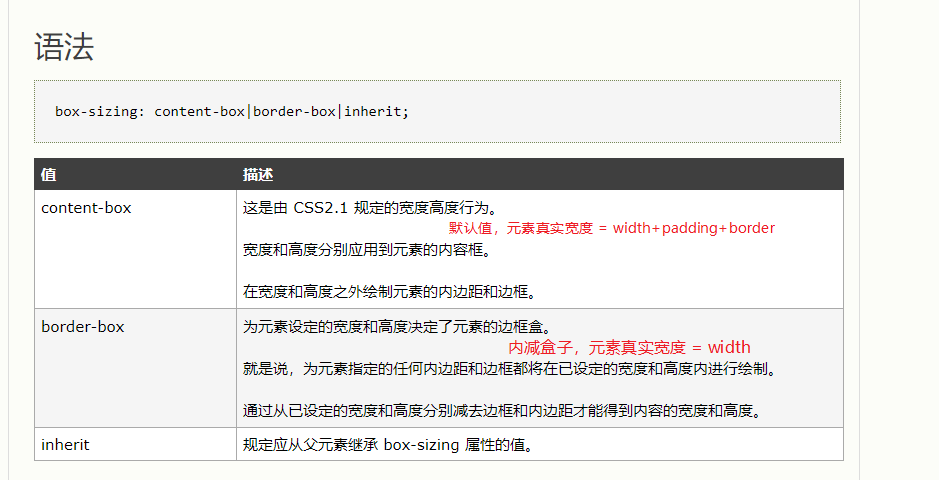 语法
box-sizing: content-box|border-box|inherit;
值 描述
content-box 这是由 CSS2.1 规定的宽度高度行为。
默认值，元素真实宽度 = width+padding+border
宽度和高度分别应用到元素的内容框。
在宽度和高度之外绘制元素的内边距和边框。
border-box 为元素设定的宽度和高度决定了元素的边框盒。
内减盒子，元素真实宽度 = width
就是说，为元素指定的任何内边距和边框都将在已设定的宽度和高度内进行绘制。
通过从已设定的宽度和高度分别减去边框和内边距才能得到内容的宽度和高度。
inherit 规定应从父元素继承 box-sizing 属性的值。